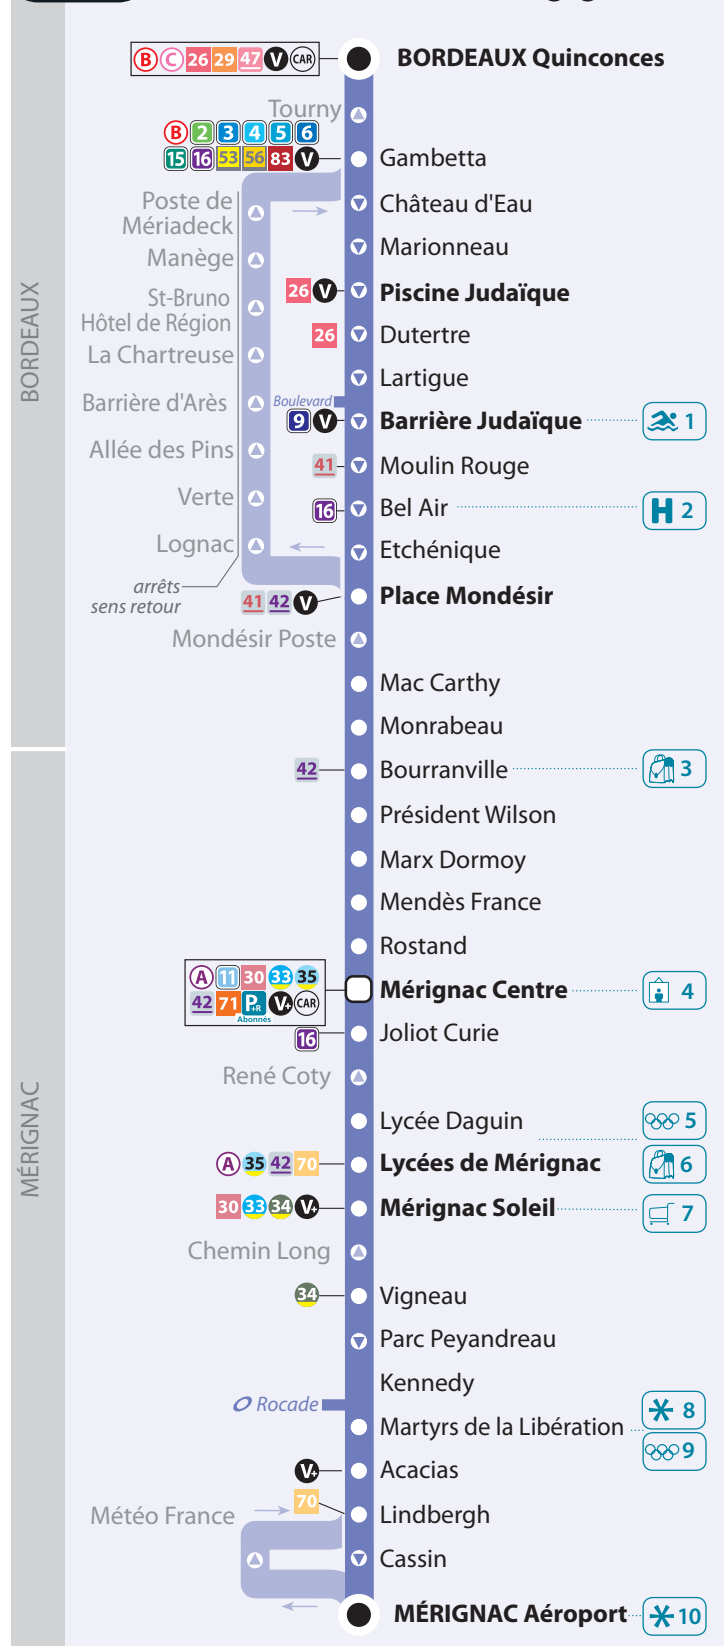 B C 26 29 47 V CAR
BORDEAUX Quinconces
Tourny
B 2 3 4 5 6
15 16 53 56 83 V
Gambetta
Poste de
Mériadeck
Château d'Eau
Manège
Marionneau
St-Bruno
Hôtel de Région
26 V
Piscine Judaïque
La Chartreuse
26
Dutertre
Lartigue
Barrière d'Arès
Boulevard
9 V
Barrière Judaïque
1
Allée des Pins
41
Moulin Rouge
Verte
16
Bel Air
H 2
Lognac
Etchénique
arrêts
sens retour
41 42 V
Place Mondésir
Mondésir Poste
Mac Carthy
Monrabeau
BORDEAUX
42
Bourranville
3
Président Wilson
Marx Dormoy
Mendès France
Rostand
A 11 30 33 35
42 71 P+R V+ CAR
Abonnés
Mérignac Centre
4
16
Joliot Curie
René Coty
Lycée Daguin
5
A 35 42 70
Lycées de Mérignac
6
30 33 34 V+
Mérignac Soleil
7
Chemin Long
34
Vigneau
Parc Peyandreau
Kennedy
Rocade
Martyrs de la Libération
8
9
V+
Acacias
70
Lindbergh
Météo France
Cassin
MÉRIGNAC Aéroport
10
MÉRIGNAC